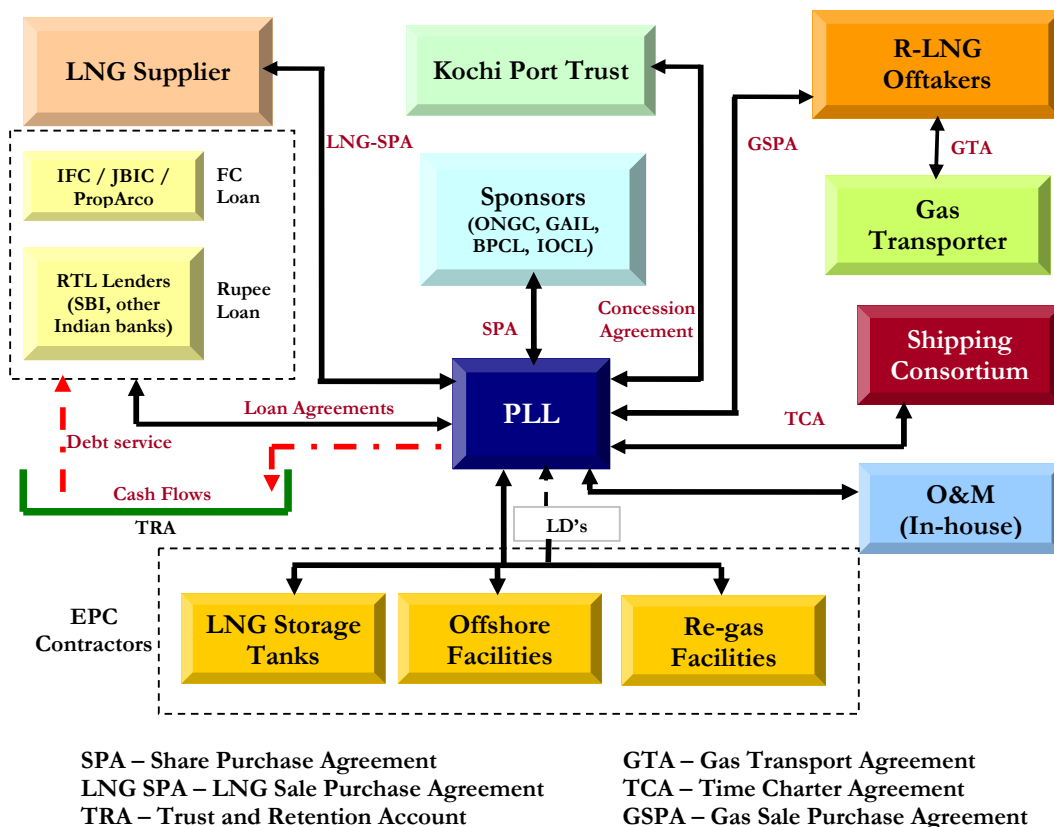 LNG Supplier
Kochi Port Trust
R-LNG
Offtakers
LNG-SPA
GSPA
GTA
IFC / JBIC /
PropArco
FC
Loan
Sponsors
(ONGC, GAIL,
BPCL, IOCL)
Gas
Transporter
RTL Lenders
(SBI, other
Indian banks)
Rupee
Loan
SPA
Concession
Agreement
Shipping
Consortium
PLL
Loan Agreements
TCA
Debt service
Cash Flows
TRA
LD's
O&M
(In-house)
EPC
Contractors
LNG Storage
Tanks
Offshore
Facilities
Re-gas
Facilities
SPA – Share Purchase Agreement
LNG SPA – LNG Sale Purchase Agreement
TRA – Trust and Retention Account
GTA – Gas Transport Agreement
TCA – Time Charter Agreement
GSPA – Gas Sale Purchase Agreement